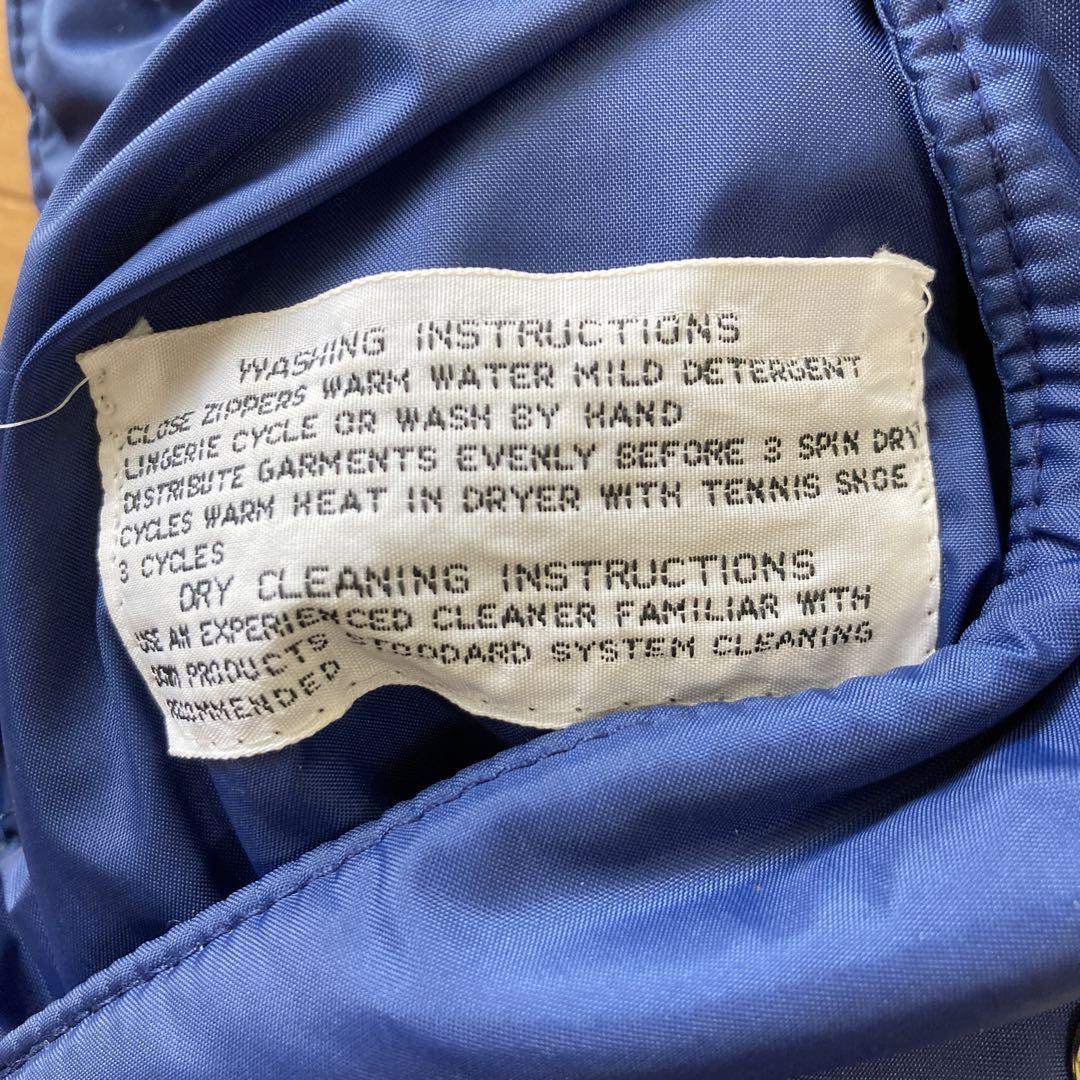 WASHING INSTRUCTIONS
CLOSE ZIPPERS WARM WATER MILD DETERGENT
LINGERIE CYCLE OR WASH BY HAND
DISTRIBUTE GARMENTS EVENLY BEFORE 3 SPIN DRY
CYCLES WARM HEAT IN DRYER WITH TENNIS SHOE
3 CYCLES
DRY CLEANING INSTRUCTIONS
USE AN EXPERIENCED CLEANER FAMILIAR WITH
DOWN PRODUCTS STODDARD SYSTEM CLEANING
RECOMMENDED